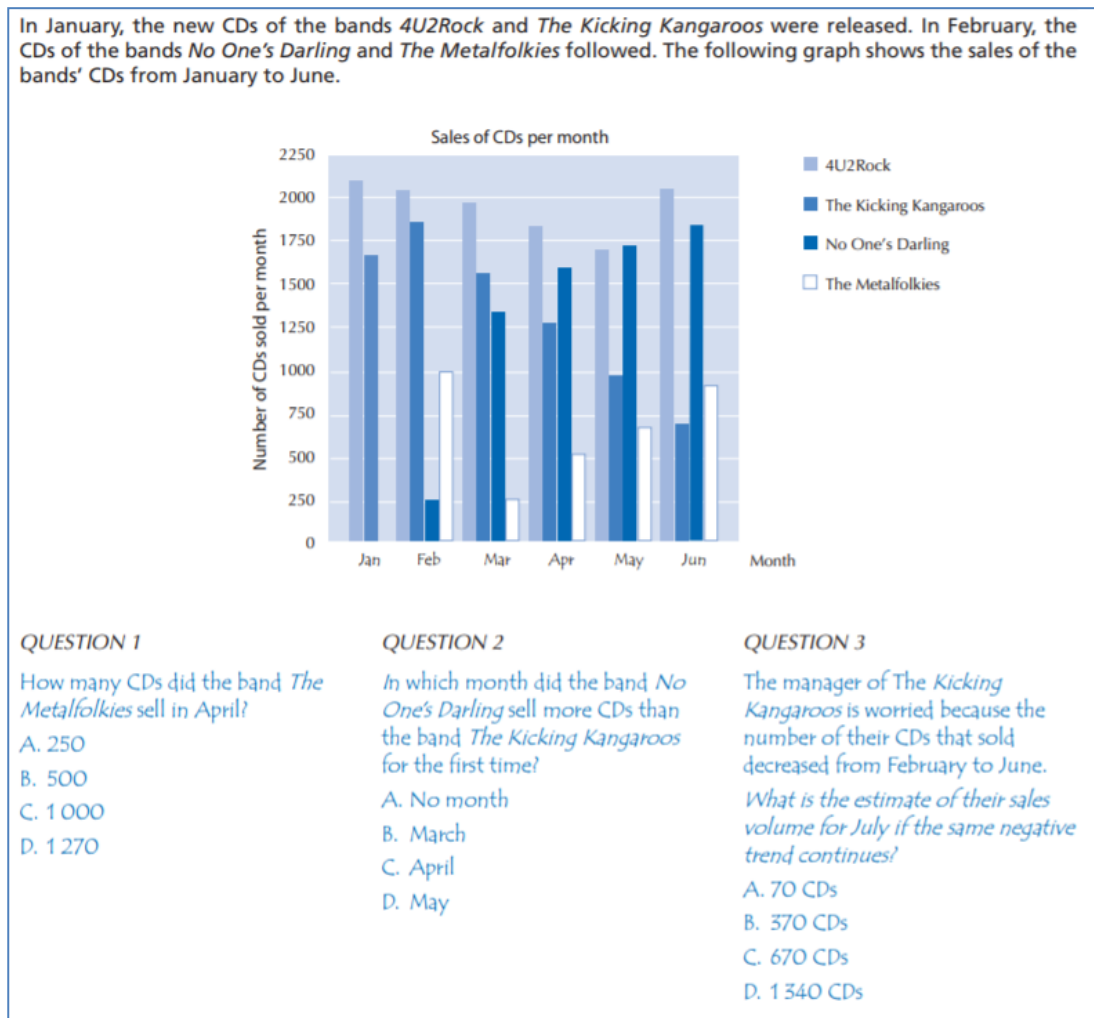 In January, the new CDs of the bands 4U2Rock and The Kicking Kangaroos were released. In February, the
CDs of the bands No One's Darling and The Metalfolkies followed. The following graph shows the sales of the
bands' CDs from January to June.
Sales of CDs per month
Number of CDs sold per month
2250
2000
1750
1500
1250
1000
750
500
250
0
Jan Feb Mar Apr May Jun Month
4U2Rock
The Kicking Kangaroos
No One's Darling
The Metalfolkies
QUESTION 1
How many CDs did the band The
Metalfolkies sell in April?
A. 250
B. 500
C. 1 000
D. 1 270
QUESTION 2
In which month did the band No
One's Darling sell more CDs than
the band The Kicking Kangaroos
for the first time?
A. No month
B. March
C. April
D. May
QUESTION 3
The manager of The Kicking
Kangaroos is worried because the
number of their CDs that sold
decreased from February to June.
What is the estimate of their sales
volume for July if the same negative
trend continues?
A. 70 CDs
B. 370 CDs
C. 670 CDs
D. 1 340 CDs